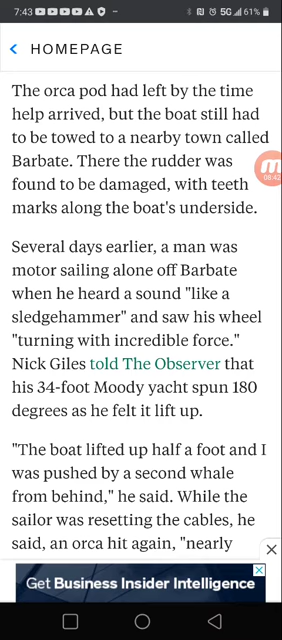 7:43
5G 61%
HOMEPAGE
The orca pod had left by the time
help arrived, but the boat still had
to be towed to a nearby town called
Barbate. There the rudder was
found to be damaged, with teeth
marks along the boat's underside.
08:42
Several days earlier, a man was
motor sailing alone off Barbate
when he heard a sound "like a
sledgehammer" and saw his wheel
"turning with incredible force."
Nick Giles told The Observer that
his 34-foot Moody yacht spun 180
degrees as he felt it lift up.
"The boat lifted up half a foot and I
was pushed by a second whale
from behind," he said. While the
sailor was resetting the cables, he
said, an orca hit again, "nearly
Get Business Insider Intelligence